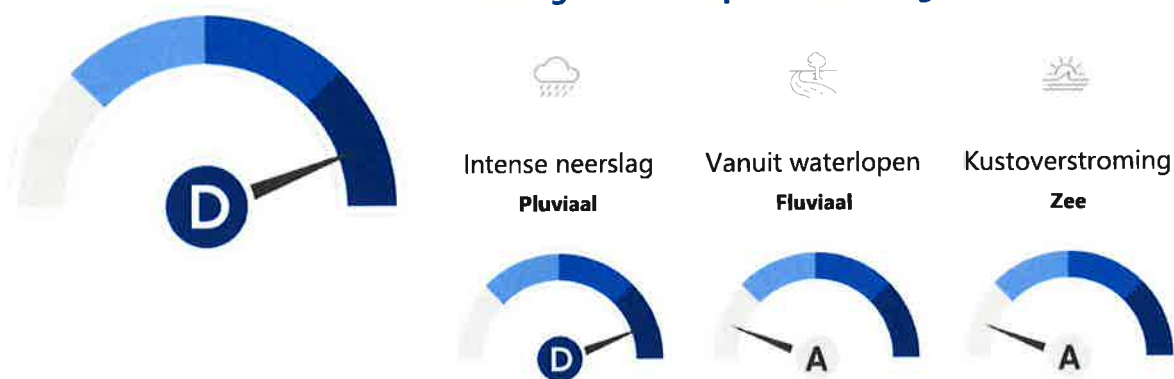 D
Intense neerslag
Pluviaal
D
Vanuit waterlopen
Fluviaal
A
Kustoverstroming
Zee
A